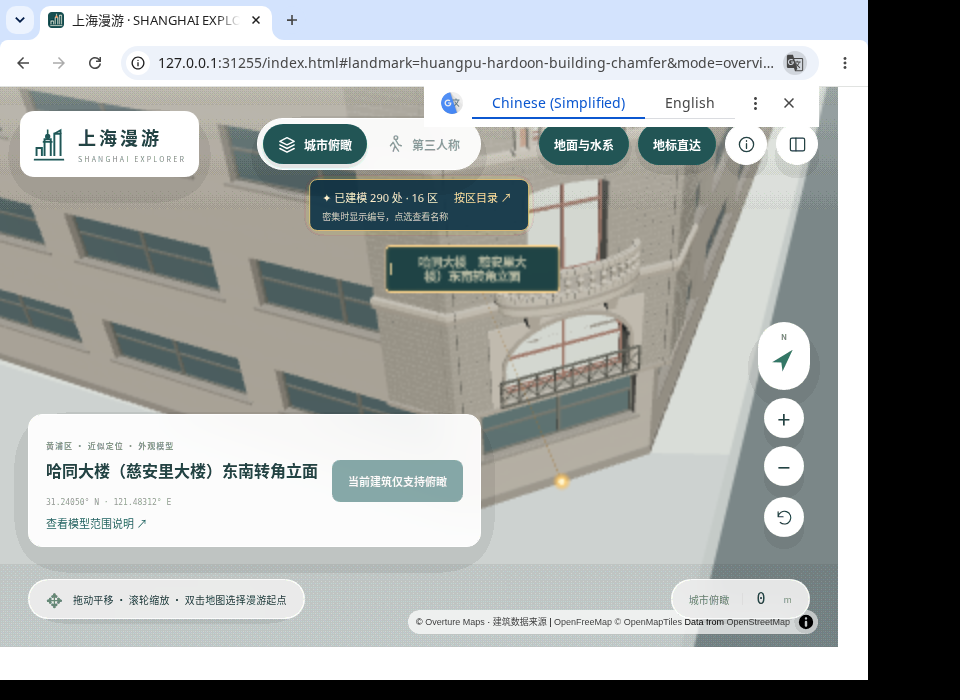 上海漫游 · SHANGHAI EXPLO
127.0.0.1:31255/index.html#landmark=huangpu-hardoon-building-chamfer&mode=overvi...
Chinese (Simplified) English
上海漫游
SHANGHAI EXPLORER
城市俯瞰 第三人称 地面与水系 地标直达
✦ 已建模 290 处 · 16 区 按区目录 ↗
密集时显示编号，点选查看名称
哈同大楼（慈安里大
楼）东南转角立面
N
黄浦区 · 近似定位 · 外观模型
哈同大楼（慈安里大楼）东南转角立面
当前建筑仅支持俯瞰
31.24050° N · 121.48312° E
查看模型范围说明 ↗
拖动平移 · 滚轮缩放 · 双击地图选择漫游起点
城市俯瞰 0 m
© Overture Maps · 建筑数据来源 | OpenFreeMap © OpenMapTiles Data from OpenStreetMap